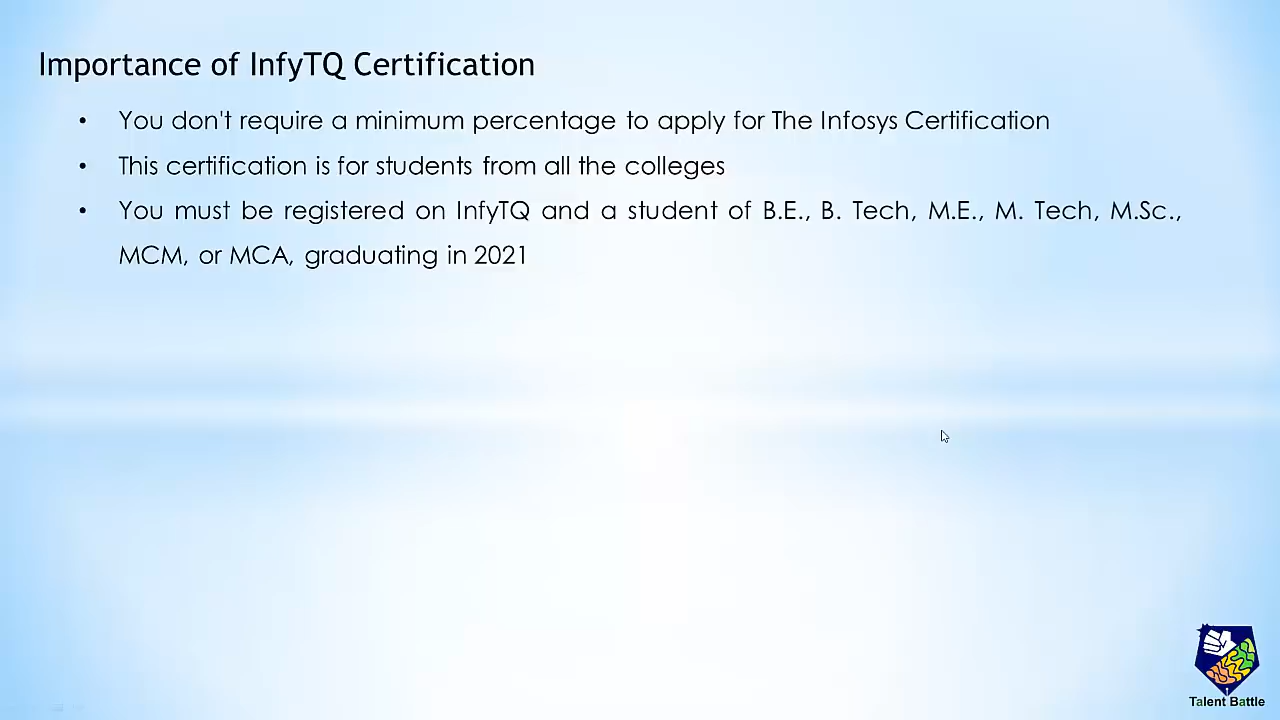 Importance of InfyTQ Certification
• You don't require a minimum percentage to apply for The Infosys Certification
• This certification is for students from all the colleges
• You must be registered on InfyTQ and a student of B.E., B. Tech, M.E., M. Tech, M.Sc.,
MCM, or MCA, graduating in 2021
Talent Battle